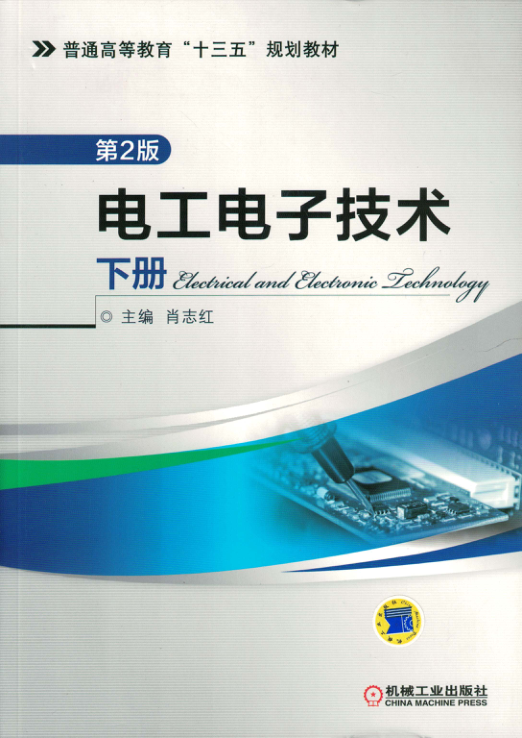 普通高等教育“十三五”规划教材
第2版
电工电子技术
下册 Electrical and Electronic Technology
◎ 主编 肖志红
机械工业出版社
CHINA MACHINE PRESS